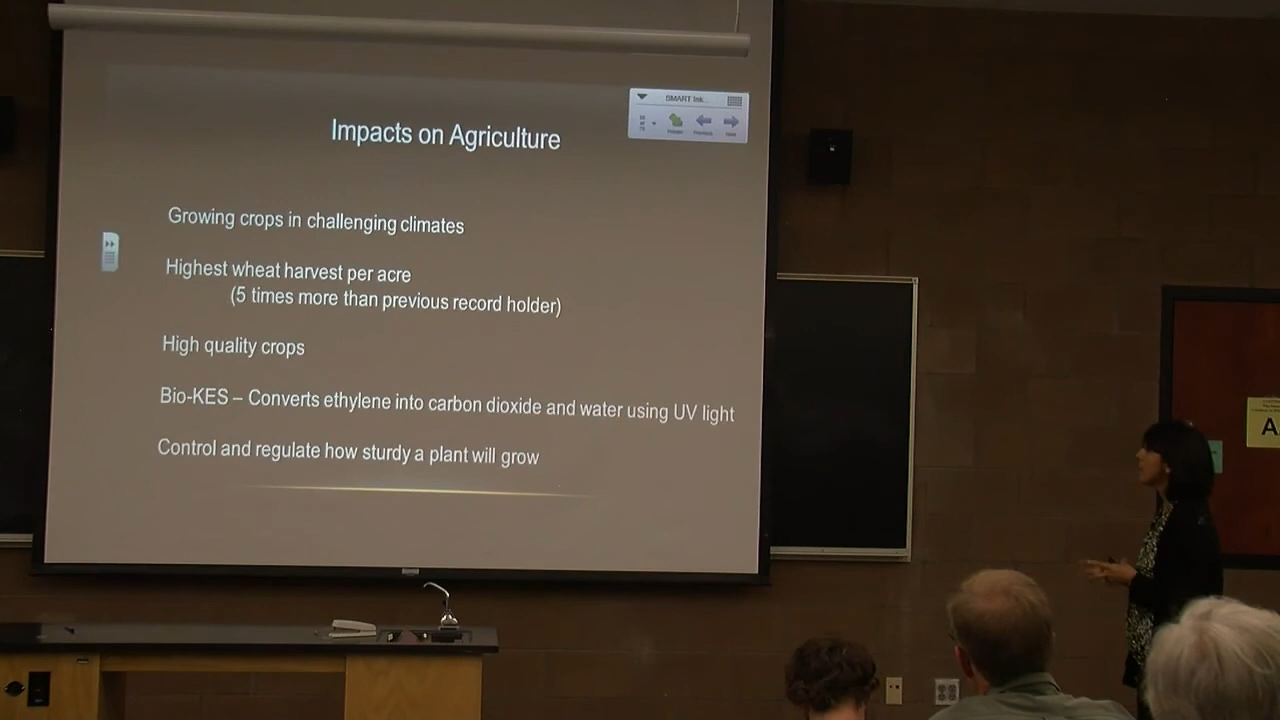 SMART Ink...
Impacts on Agriculture
Previous
Next
Growing crops in challenging climates
Highest wheat harvest per acre
(5 times more than previous record holder)
High quality crops
Bio-KES – Converts ethylene into carbon dioxide and water using UV light
Control and regulate how sturdy a plant will grow
A